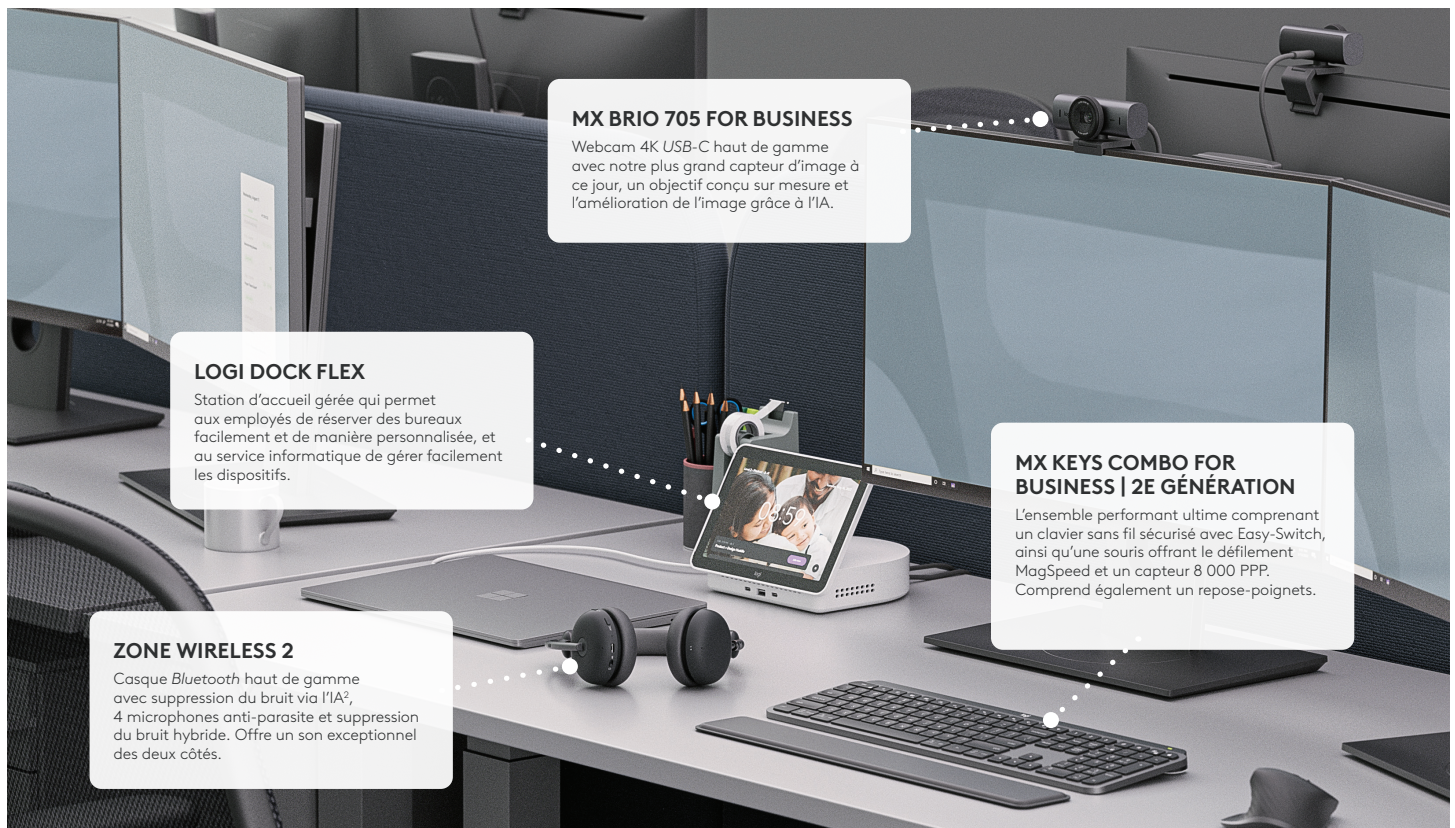 MX BRIO 705 FOR BUSINESS
Webcam 4K USB-C haut de gamme
avec notre plus grand capteur d'image à
ce jour, un objectif conçu sur mesure et
l'amélioration de l'image grâce à l'IA.
LOGI DOCK FLEX
Station d'accueil gérée qui permet
aux employés de réserver des bureaux
facilement et de manière personnalisée, et
au service informatique de gérer facilement
les dispositifs.
MX KEYS COMBO FOR
BUSINESS | 2E GÉNÉRATION
L'ensemble performant ultime comprenant
un clavier sans fil sécurisé avec Easy-Switch,
ainsi qu'une souris offrant le défilement
MagSpeed et un capteur 8 000 PPP.
Comprend également un repose-poignets.
08:50
ZONE WIRELESS 2
Casque Bluetooth haut de gamme
avec suppression du bruit via l'IA²,
4 microphones anti-parasite et suppression
du bruit hybride. Offre un son exceptionnel
des deux côtés.